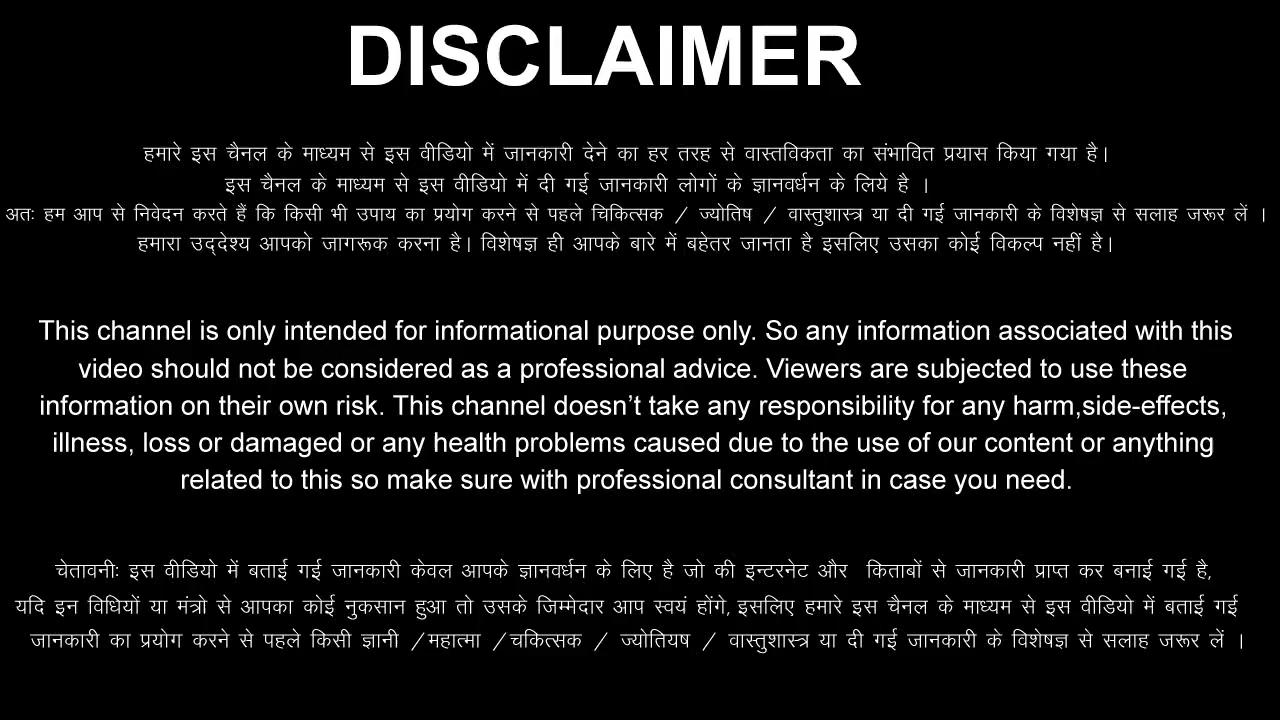 DISCLAIMER
हमारे इस चैनल के माध्यम से इस वीडियो में जानकारी देने का हर तरह से वास्तविकता का संभावित प्रयास किया गया है।
इस चैनल के माध्यम से इस वीडियो में दी गई जानकारी लोगों के ज्ञानवर्धन के लिये है ।
अतः हम आप से निवेदन करते हैं कि किसी भी उपाय का प्रयोग करने से पहले चिकित्सक / ज्योतिष / वास्तुशास्त्र या दी गई जानकारी के विशेषज्ञ से सलाह जरूर लें ।
हमारा उद्देश्य आपको जागरूक करना है। विशेषज्ञ ही आपके बारे में बहेतर जानता है इसलिए उसका कोई विकल्प नहीं है।
This channel is only intended for informational purpose only. So any information associated with this
video should not be considered as a professional advice. Viewers are subjected to use these
information on their own risk. This channel doesn’t take any responsibility for any harm,side-effects,
illness, loss or damaged or any health problems caused due to the use of our content or anything
related to this so make sure with professional consultant in case you need.
चेतावनीः इस वीडियो में बताई गई जानकारी केवल आपके ज्ञानवर्धन के लिए है जो की इन्टरनेट और किताबों से जानकारी प्राप्त कर बनाई गई है,
यदि इन विधियों या मंत्रो से आपका कोई नुकसान हुआ तो उसके जिम्मेदार आप स्वयं होंगे, इसलिए हमारे इस चैनल के माध्यम से इस वीडियो में बताई गई
जानकारी का प्रयोग करने से पहले किसी ज्ञानी /महात्मा /चकित्सक / ज्योतियष / वास्तुशास्त्र या दी गई जानकारी के विशेषज्ञ से सलाह जरूर लें ।